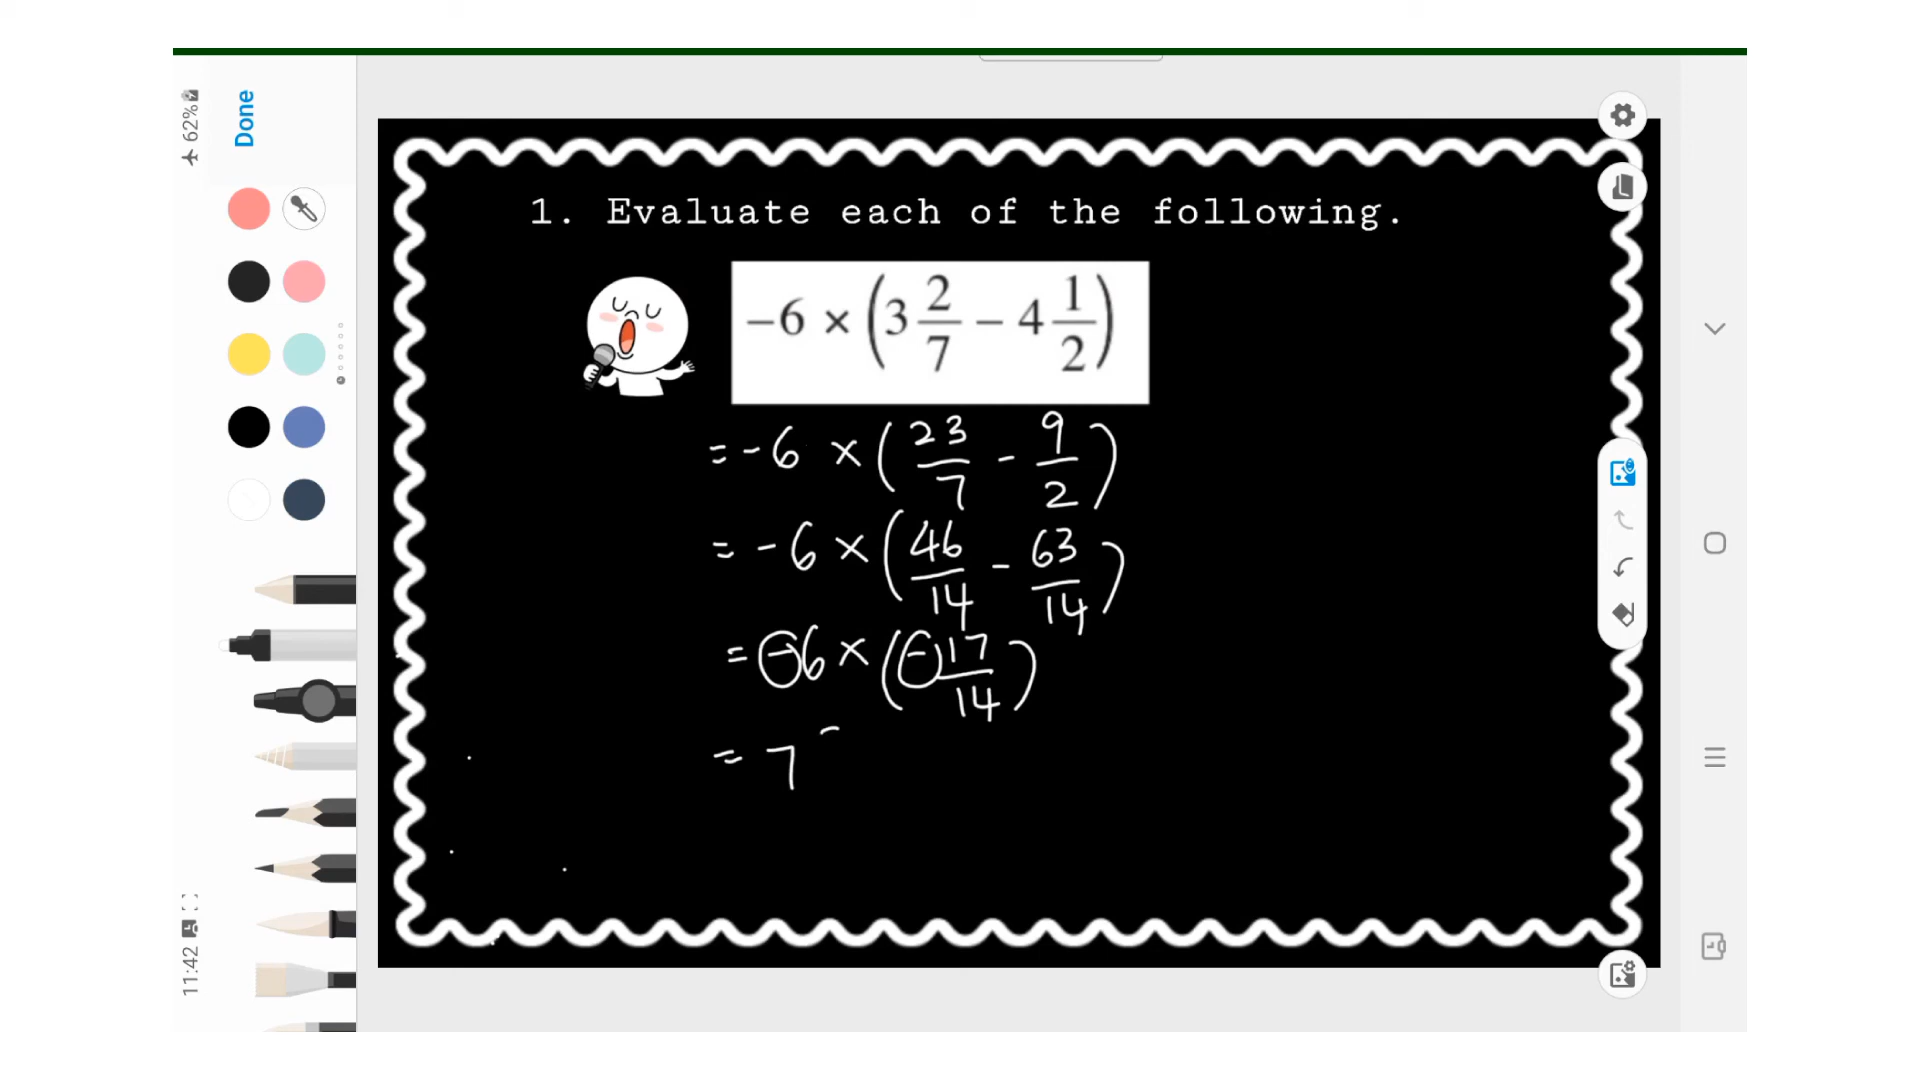 62%
Done
1. Evaluate each of the following.
−6 × (3 2/7 − 4 1/2)
= -6 × (23/7 - 9/2)
= -6 × (46/14 - 63/14)
= -6 × (-17/14)
= 7
11:42